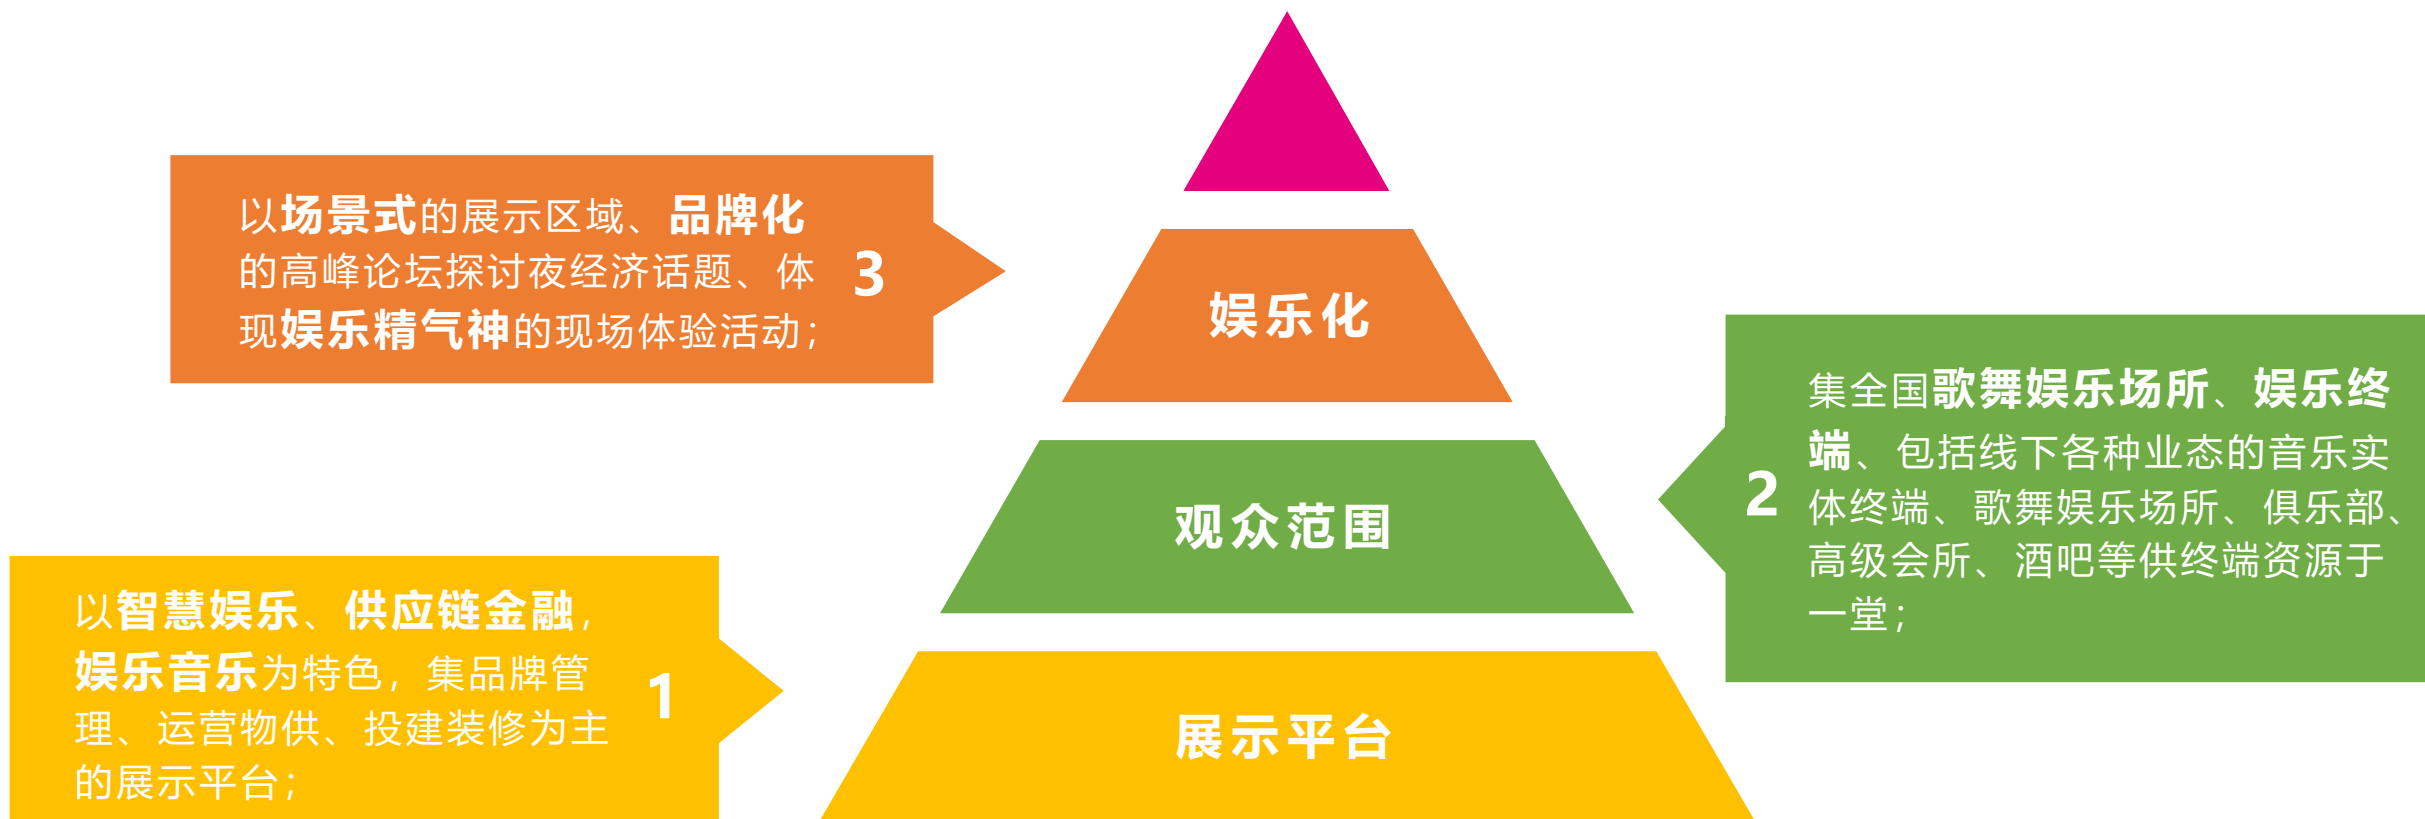 以场景式的展示区域、品牌化
的高峰论坛探讨夜经济话题、体
现娱乐精气神的现场体验活动；
3
娱乐化
集全国歌舞娱乐场所、娱乐终
端、包括线下各种业态的音乐实
体终端、歌舞娱乐场所、俱乐部、
高级会所、酒吧等供终端资源于
一堂；
2
观众范围
以智慧娱乐、供应链金融，
娱乐音乐为特色，集品牌管
理、运营物供、投建装修为主
的展示平台；
1
展示平台